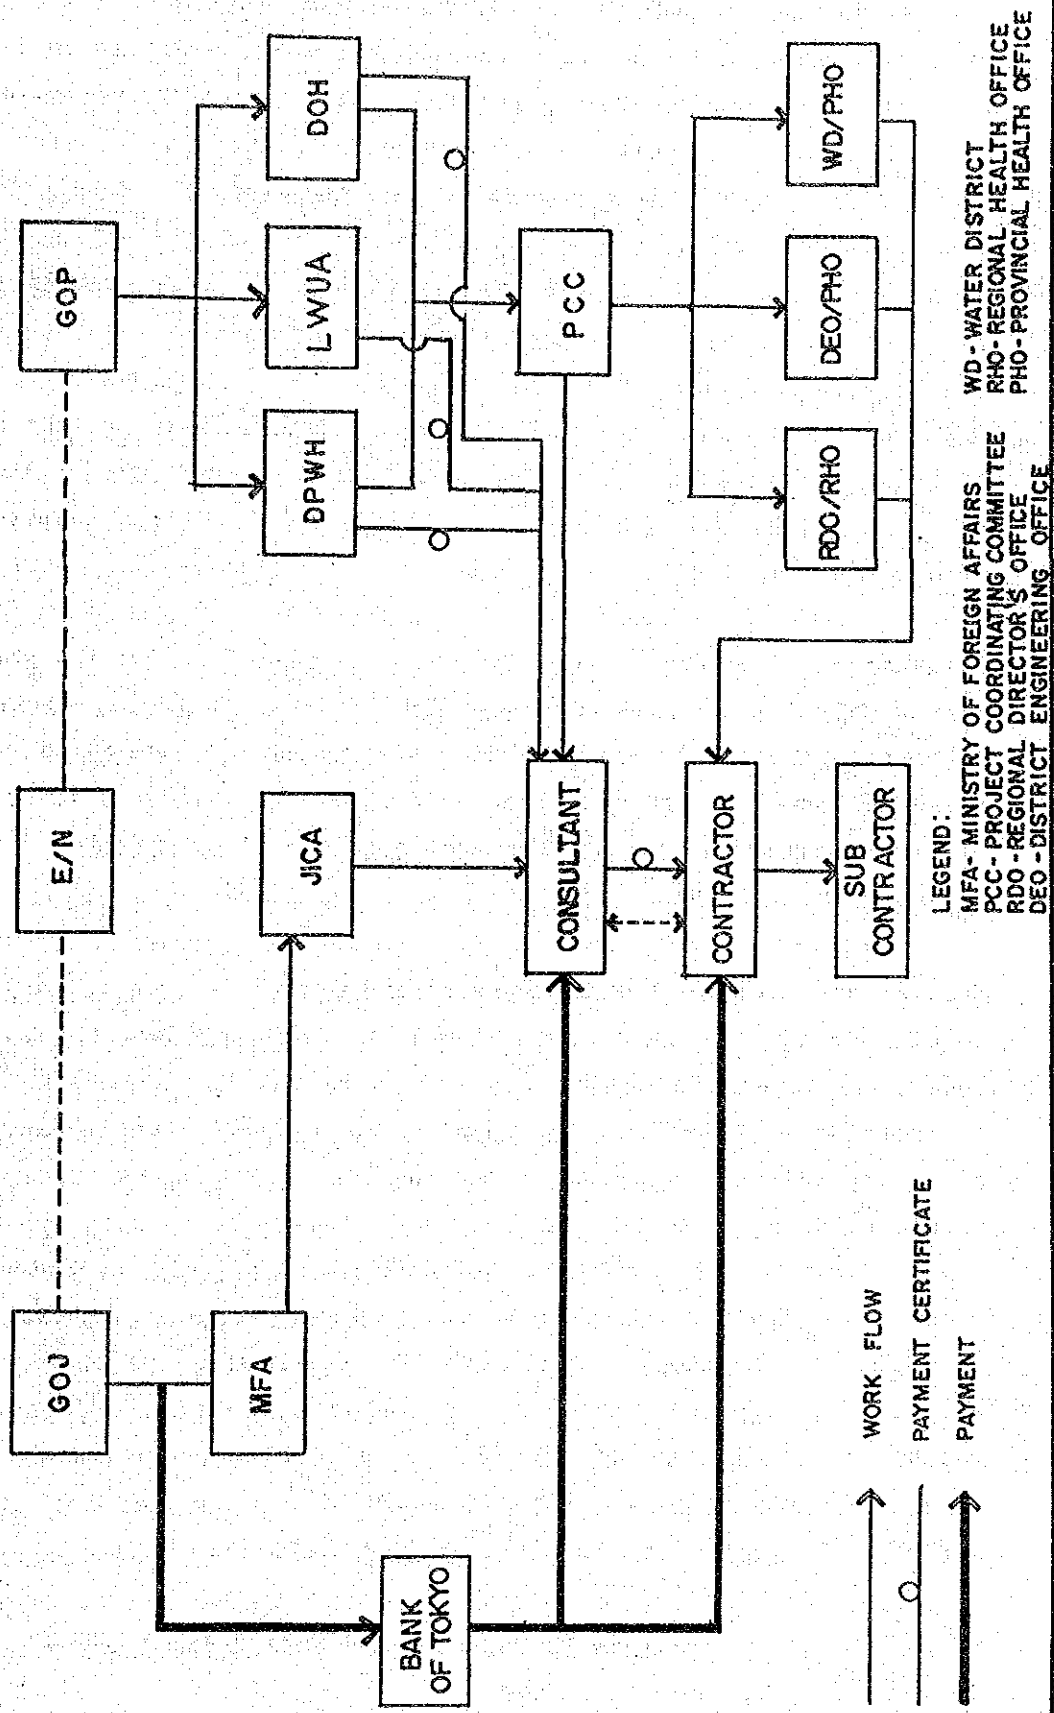 GOJ
E/N
GOP
MFA
JICA
DPWH
LWUA
DOH
BANK
OF TOKYO
CONSULTANT
PCC
CONTRACTOR
RDO/RHO
DEO/PHO
WD/PHO
SUB
CONTRACTOR
WORK FLOW
PAYMENT CERTIFICATE
PAYMENT
LEGEND:
MFA- MINISTRY OF FOREIGN AFFAIRS
PCC- PROJECT COORDINATING COMMITTEE
RDO-REGIONAL DIRECTOR'S OFFICE
DEO-DISTRICT ENGINEERING OFFICE
WD-WATER DISTRICT
RHO-REGIONAL HEALTH OFFICE
PHO-PROVINCIAL HEALTH OFFICE